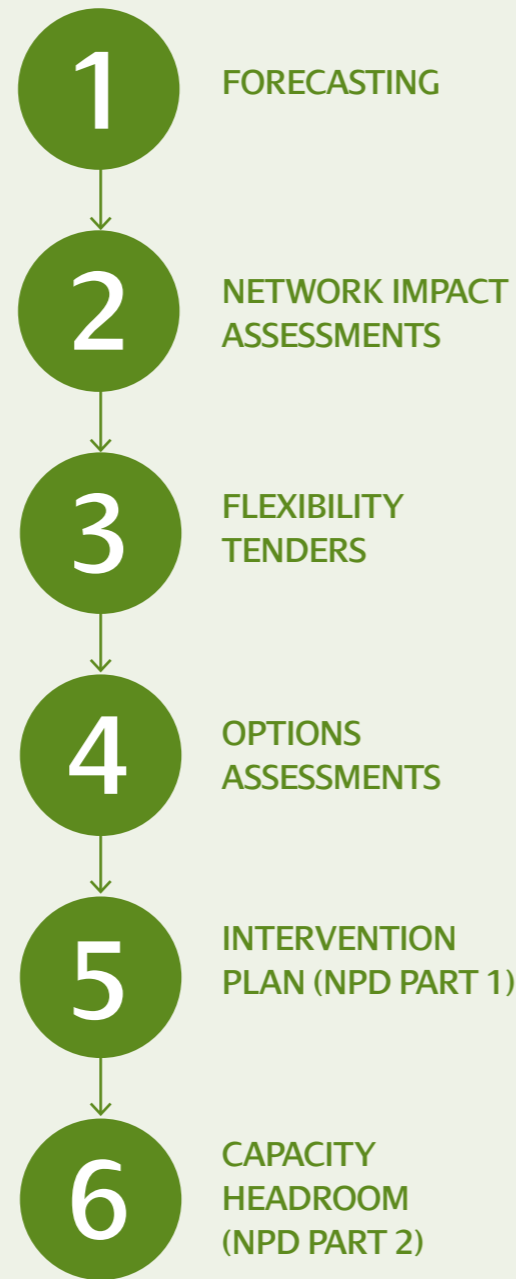 1
FORECASTING
2
NETWORK IMPACT
ASSESSMENTS
3
FLEXIBILITY
TENDERS
4
OPTIONS
ASSESSMENTS
5
INTERVENTION
PLAN (NPD PART 1)
6
CAPACITY
HEADROOM
(NPD PART 2)